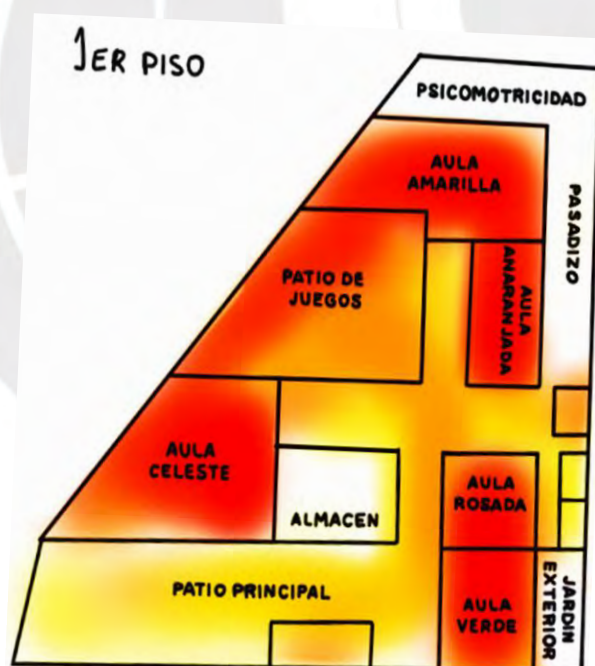 1ER PISO
PSICOMOTRICIDAD
AULA
AMARILLA
PASADIZO
PATIO DE
JUEGOS
AULA
ANARANJADA
AULA
CELESTE
AULA
ROSADA
ALMACEN
PATIO PRINCIPAL
AULA
VERDE
JARDIN
EXTERIOR